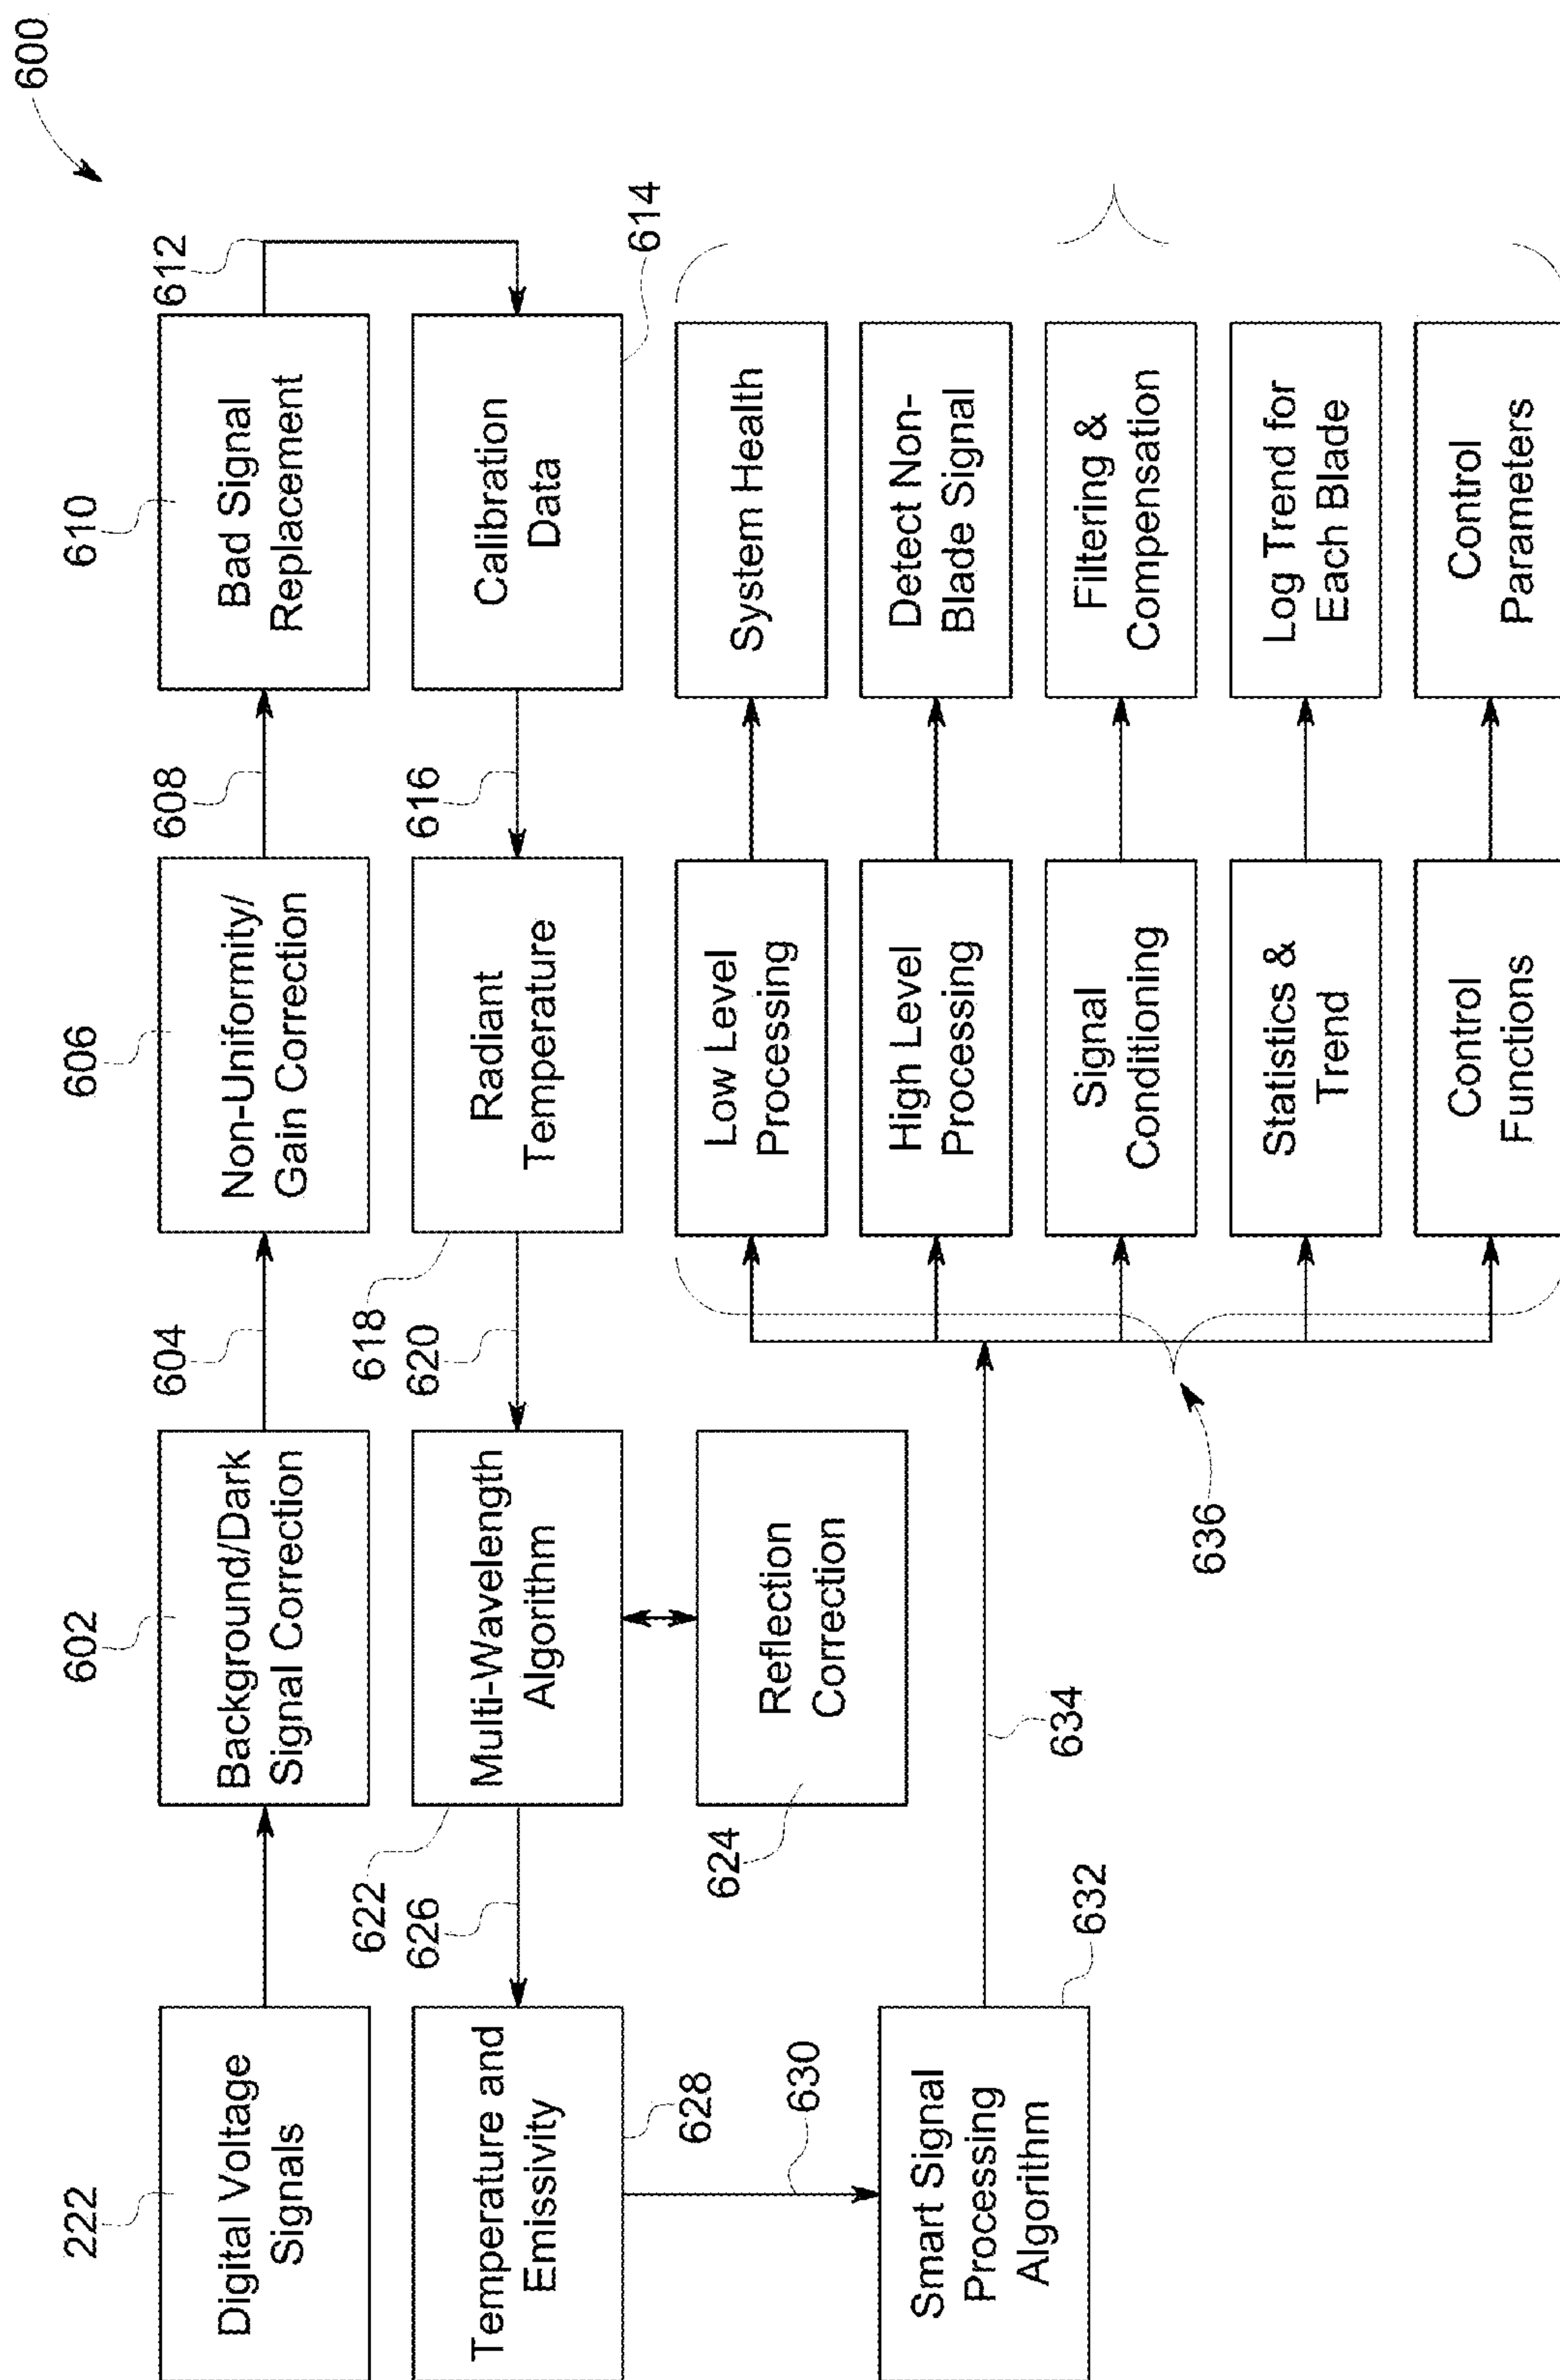 600
222
602
606
610
Digital Voltage
Signals
Background/Dark
Signal Correction
604
Non-Uniformity/
Gain Correction
608
Bad Signal
Replacement
612
Temperature and
Emissivity
622
626
Multi-Wavelength
Algorithm
618
620
Radiant
Temperature
616
Calibration
Data
614
628
630
624
Reflection
Correction
Smart Signal
Processing
Algorithm
632
634
636
Low Level
Processing
System Health
High Level
Processing
Detect Non-
Blade Signal
Signal
Conditioning
Filtering &
Compensation
Statistics &
Trend
Log Trend for
Each Blade
Control
Functions
Control
Parameters